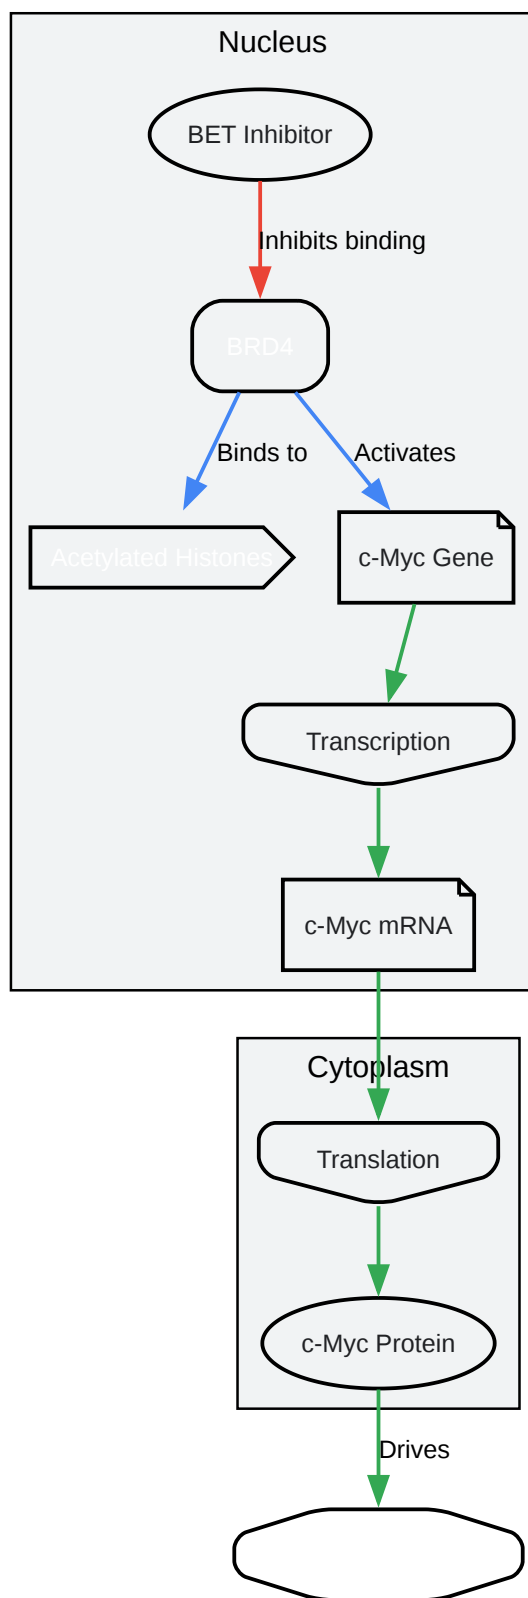 Nucleus
BET Inhibitor
Inhibits binding
BRD4
Binds to
Activates
Acetylated Histones
c-Myc Gene
Transcription
c-Myc mRNA
Cytoplasm
Translation
c-Myc Protein
Drives